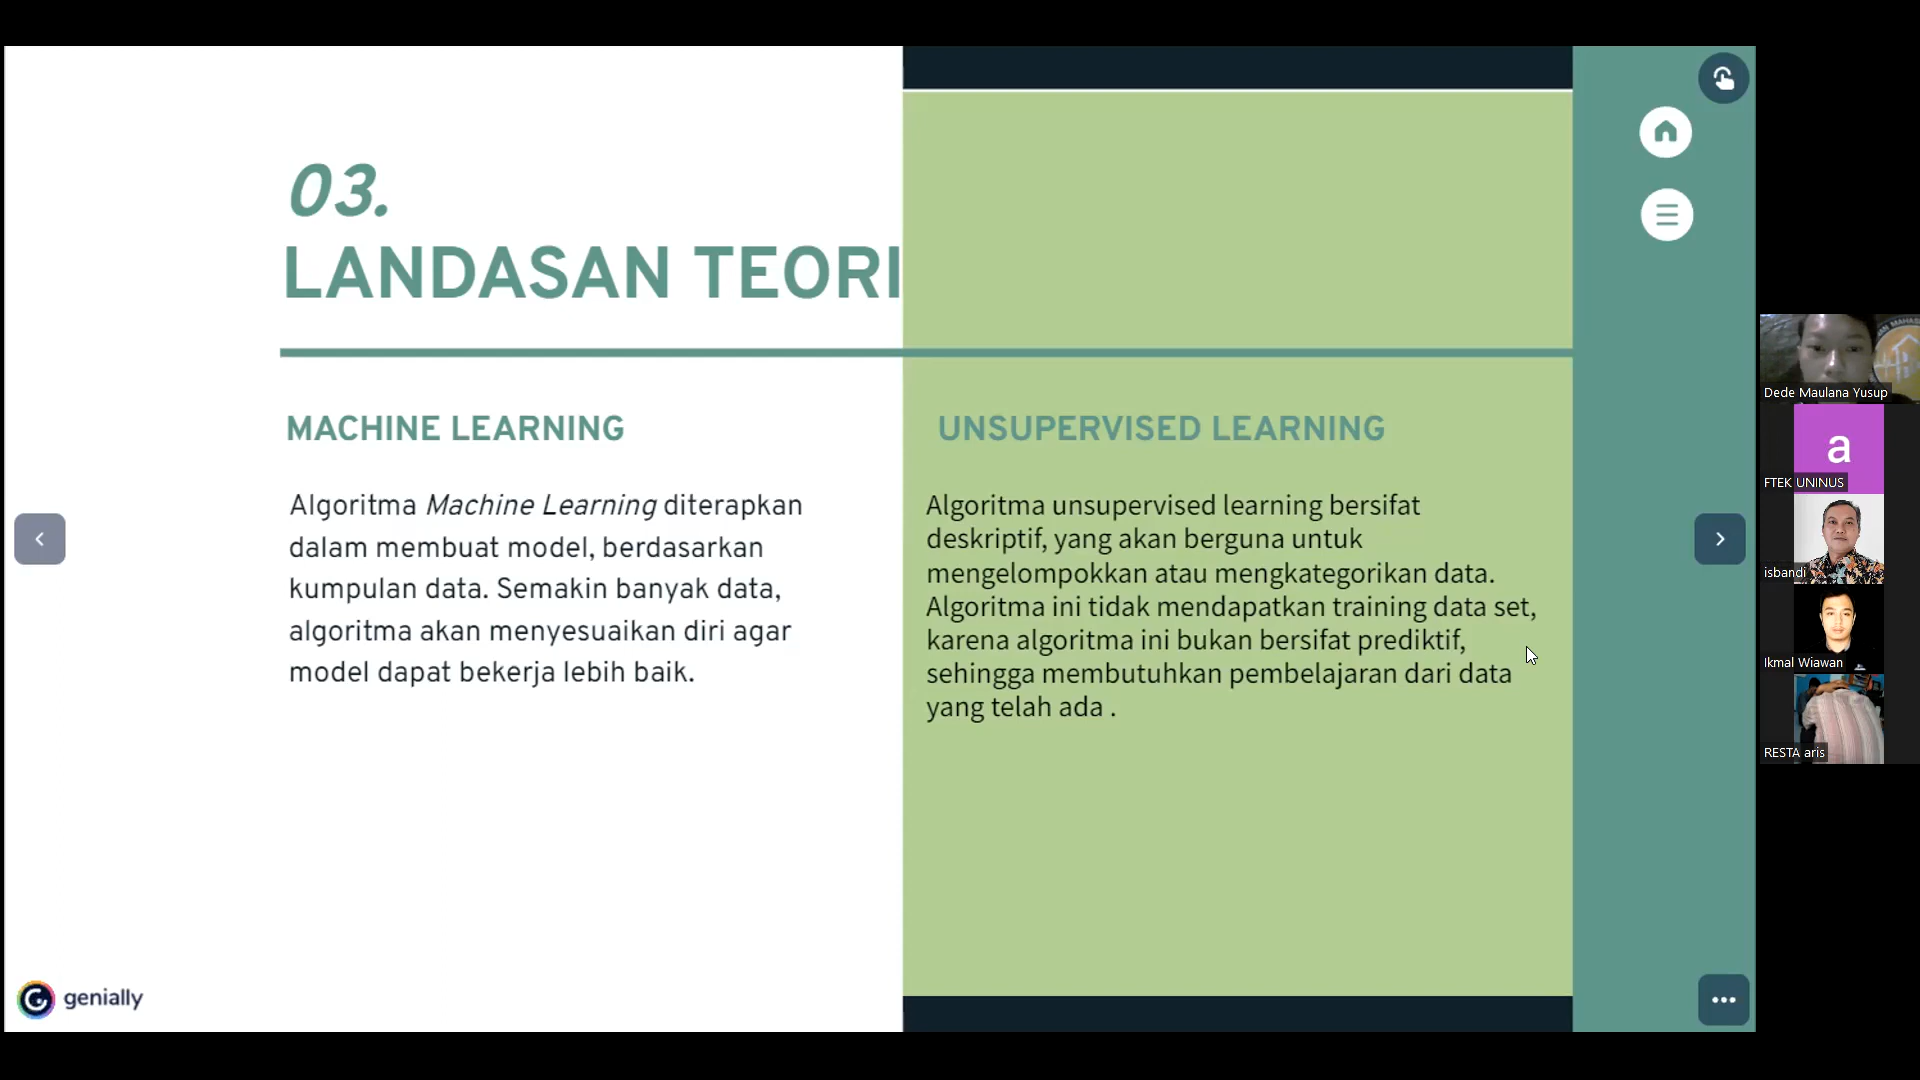 03.
LANDASAN TEORI
MACHINE LEARNING
Algoritma Machine Learning diterapkan
dalam membuat model, berdasarkan
kumpulan data. Semakin banyak data,
algoritma akan menyesuaikan diri agar
model dapat bekerja lebih baik.
UNSUPERVISED LEARNING
Algoritma unsupervised learning bersifat
deskriptif, yang akan berguna untuk
mengelompokkan atau mengkategorikan data.
Algoritma ini tidak mendapatkan training data set,
karena algoritma ini bukan bersifat prediktif,
sehingga membutuhkan pembelajaran dari data
yang telah ada .
genially
Dede Maulana Yusup
a
FTEK UNINUS
isbandi
Ikmal Wiawan
RESTA aris